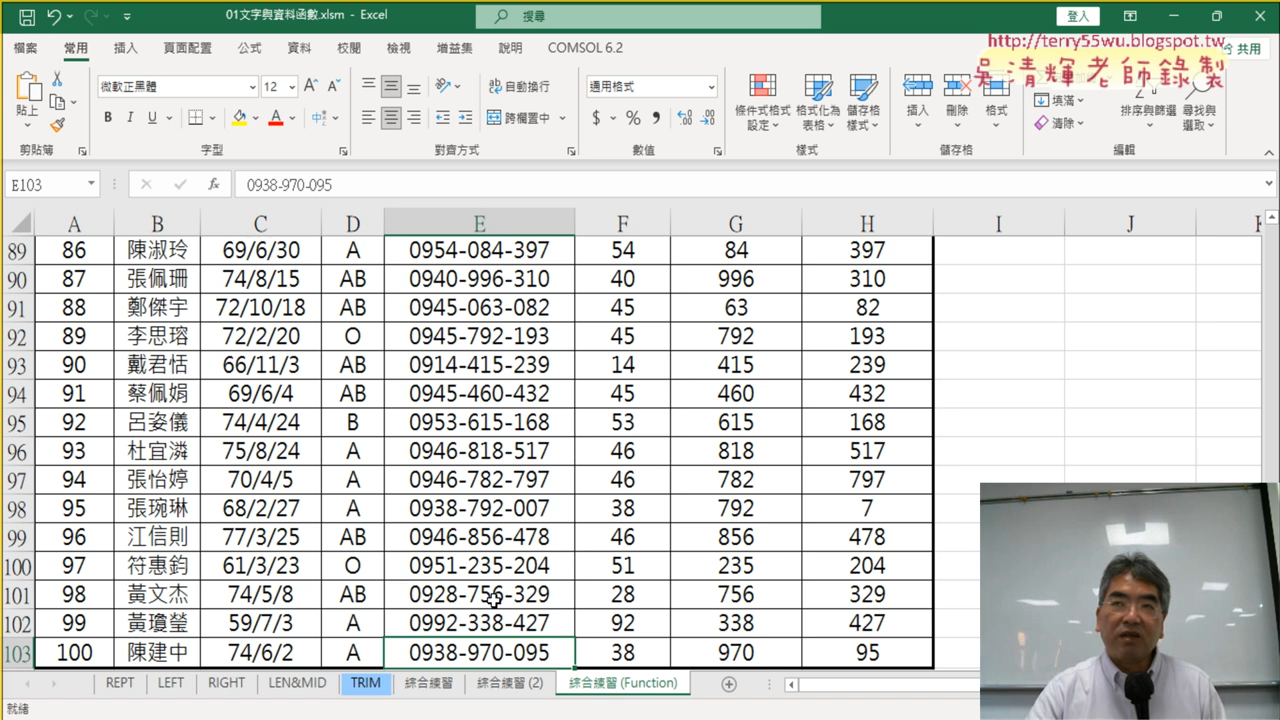 01文字與資料函數.xlsm - Excel
搜尋
登入
http://terry55wu.blogspot.tw
吳清輝老師錄製
檔案 常用 插入 頁面配置 公式 資料 校閱 檢視 增益集 說明 COMSOL 6.2 共用
貼上
微軟正黑體 12
B I U
自動換行
跨欄置中
通用格式
條件式格式設定
格式化為表格
儲存格樣式
插入
刪除
格式
填滿
清除
排序與篩選
尋找與選取
剪貼簿 字型 對齊方式 數值 樣式 儲存格 編輯
E103 fx 0938-970-095
A B C D E F G H I J K
89 86 陳淑玲 69/6/30 A 0954-084-397 54 84 397
90 87 張佩珊 74/8/15 AB 0940-996-310 40 996 310
91 88 鄭傑宇 72/10/18 AB 0945-063-082 45 63 82
92 89 李思瑢 72/2/20 O 0945-792-193 45 792 193
93 90 戴君恬 66/11/3 AB 0914-415-239 14 415 239
94 91 蔡佩娟 69/6/4 AB 0945-460-432 45 460 432
95 92 呂姿儀 74/4/24 B 0953-615-168 53 615 168
96 93 杜宜潾 75/8/24 A 0946-818-517 46 818 517
97 94 張怡婷 70/4/5 A 0946-782-797 46 782 797
98 95 張琬琳 68/2/27 A 0938-792-007 38 792 7
99 96 江信則 77/3/25 AB 0946-856-478 46 856 478
100 97 符惠鈞 61/3/23 O 0951-235-204 51 235 204
101 98 黃文杰 74/5/8 AB 0928-756-329 28 756 329
102 99 黃瓊瑩 59/7/3 A 0992-338-427 92 338 427
103 100 陳建中 74/6/2 A 0938-970-095 38 970 95
REPT LEFT RIGHT LEN&MID TRIM 綜合練習 綜合練習 (2) 綜合練習 (Function)
就緒